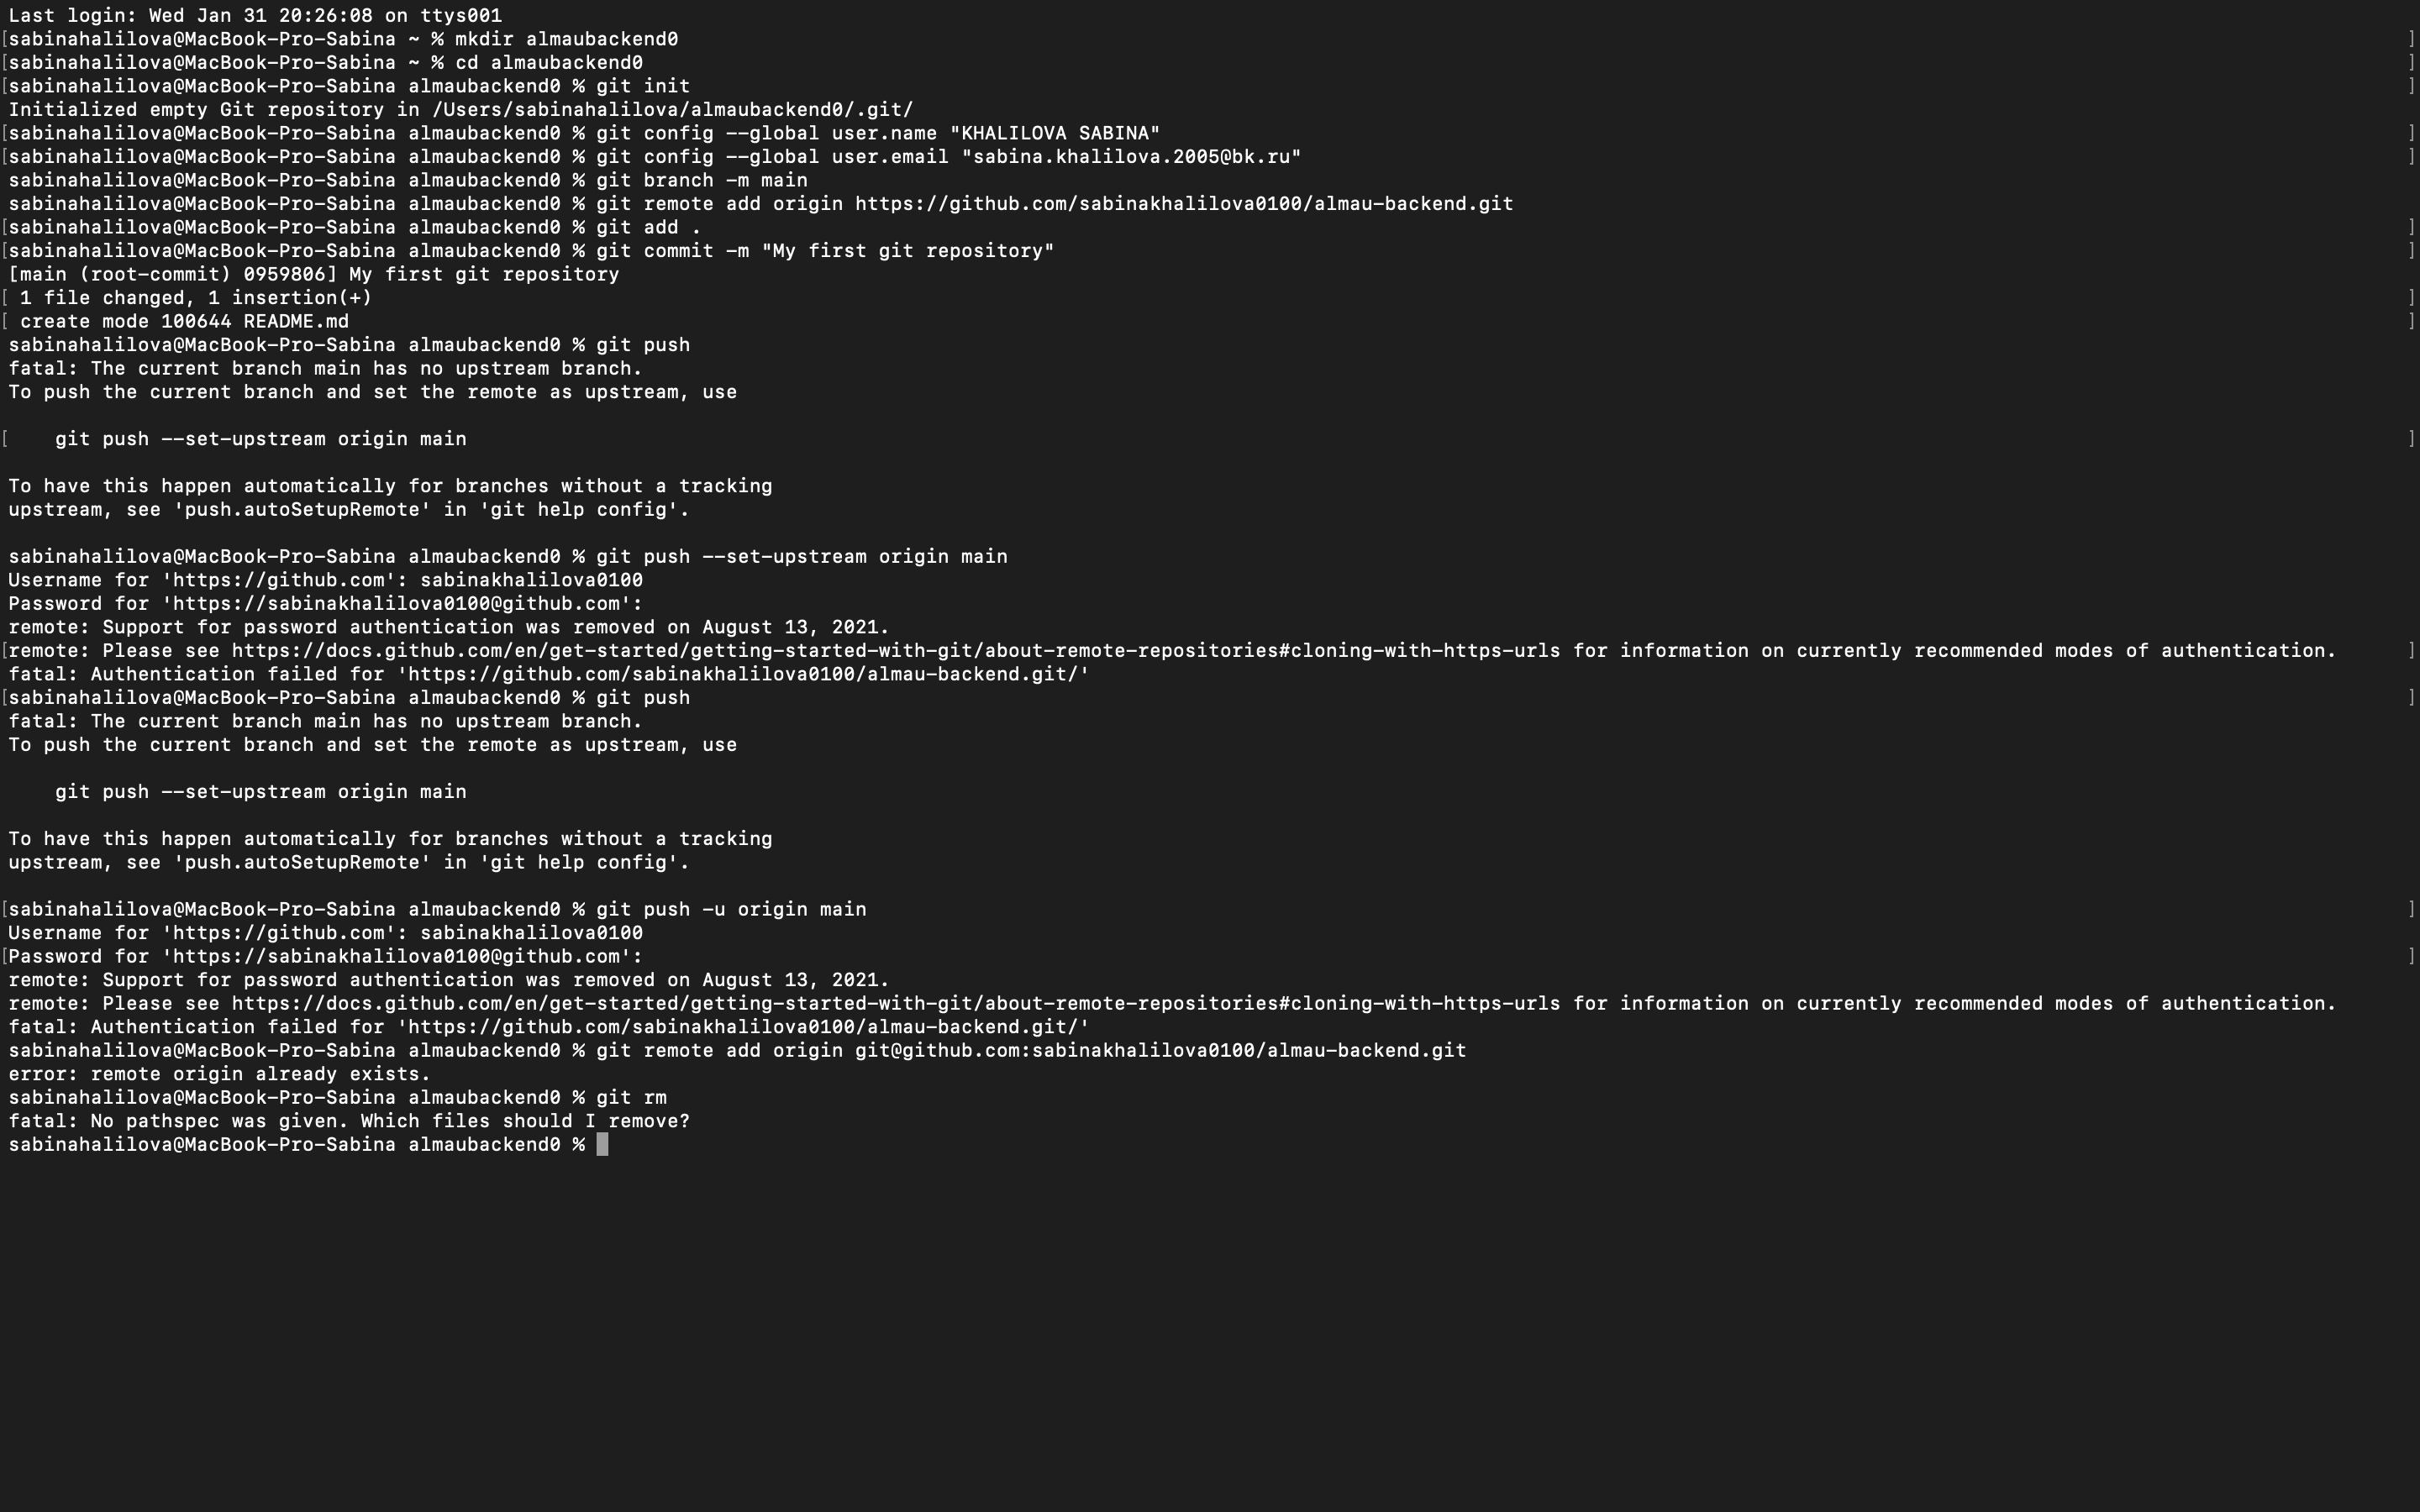 Last login: Wed Jan 31 20:26:08 on ttys001
[sabinahalilova@MacBook-Pro-Sabina ~ % mkdir almaubackend0 ]
[sabinahalilova@MacBook-Pro-Sabina ~ % cd almaubackend0 ]
[sabinahalilova@MacBook-Pro-Sabina almaubackend0 % git init ]
Initialized empty Git repository in /Users/sabinahalilova/almaubackend0/.git/
[sabinahalilova@MacBook-Pro-Sabina almaubackend0 % git config --global user.name "KHALILOVA SABINA" ]
[sabinahalilova@MacBook-Pro-Sabina almaubackend0 % git config --global user.email "sabina.khalilova.2005@bk.ru" ]
sabinahalilova@MacBook-Pro-Sabina almaubackend0 % git branch -m main
sabinahalilova@MacBook-Pro-Sabina almaubackend0 % git remote add origin https://github.com/sabinakhalilova0100/almau-backend.git
[sabinahalilova@MacBook-Pro-Sabina almaubackend0 % git add . ]
[sabinahalilova@MacBook-Pro-Sabina almaubackend0 % git commit -m "My first git repository" ]
[main (root-commit) 0959806] My first git repository
[ 1 file changed, 1 insertion(+) ]
[ create mode 100644 README.md ]
sabinahalilova@MacBook-Pro-Sabina almaubackend0 % git push
fatal: The current branch main has no upstream branch.
To push the current branch and set the remote as upstream, use
[    git push --set-upstream origin main ]
To have this happen automatically for branches without a tracking
upstream, see 'push.autoSetupRemote' in 'git help config'.
sabinahalilova@MacBook-Pro-Sabina almaubackend0 % git push --set-upstream origin main
Username for 'https://github.com': sabinakhalilova0100
Password for 'https://sabinakhalilova0100@github.com':
remote: Support for password authentication was removed on August 13, 2021.
[remote: Please see https://docs.github.com/en/get-started/getting-started-with-git/about-remote-repositories#cloning-with-https-urls for information on currently recommended modes of authentication. ]
fatal: Authentication failed for 'https://github.com/sabinakhalilova0100/almau-backend.git/'
[sabinahalilova@MacBook-Pro-Sabina almaubackend0 % git push ]
fatal: The current branch main has no upstream branch.
To push the current branch and set the remote as upstream, use
    git push --set-upstream origin main
To have this happen automatically for branches without a tracking
upstream, see 'push.autoSetupRemote' in 'git help config'.
[sabinahalilova@MacBook-Pro-Sabina almaubackend0 % git push -u origin main ]
Username for 'https://github.com': sabinakhalilova0100
[Password for 'https://sabinakhalilova0100@github.com': ]
remote: Support for password authentication was removed on August 13, 2021.
remote: Please see https://docs.github.com/en/get-started/getting-started-with-git/about-remote-repositories#cloning-with-https-urls for information on currently recommended modes of authentication.
fatal: Authentication failed for 'https://github.com/sabinakhalilova0100/almau-backend.git/'
sabinahalilova@MacBook-Pro-Sabina almaubackend0 % git remote add origin git@github.com:sabinakhalilova0100/almau-backend.git
error: remote origin already exists.
sabinahalilova@MacBook-Pro-Sabina almaubackend0 % git rm
fatal: No pathspec was given. Which files should I remove?
sabinahalilova@MacBook-Pro-Sabina almaubackend0 %